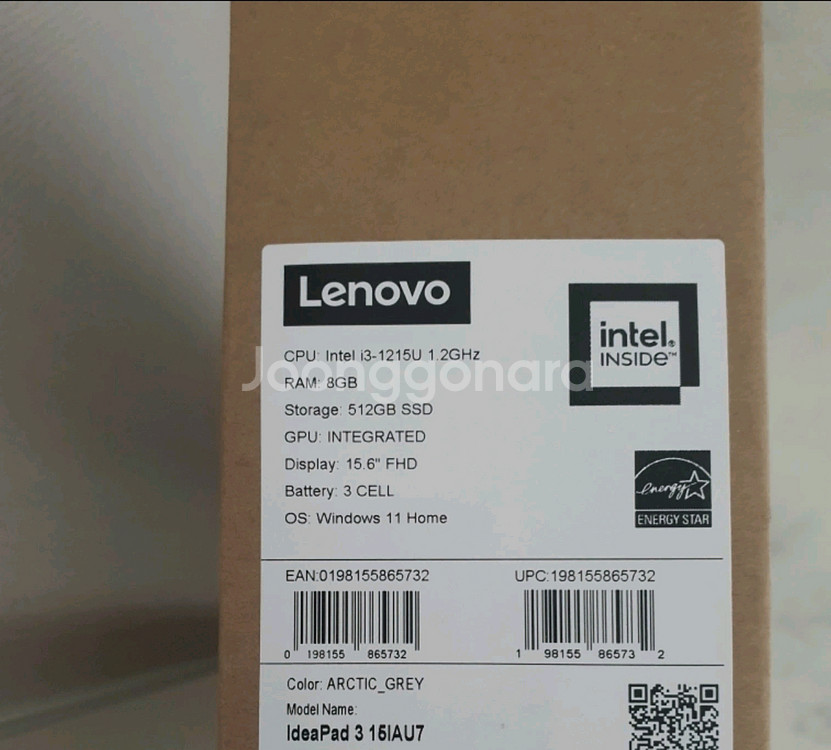 Lenovo
intel.
INSIDE™
CPU: Intel i3-1215U 1.2GHz
Joonggonara
RAM: 8GB
Storage: 512GB SSD
GPU: INTEGRATED
Display: 15.6" FHD
Battery: 3 CELL
OS: Windows 11 Home
energy
ENERGY STAR
EAN:0198155865732
UPC:198155865732
0 198155 865732
1 98155 86573 2
Color: ARCTIC_GREY
Model Name:
IdeaPad 3 15IAU7